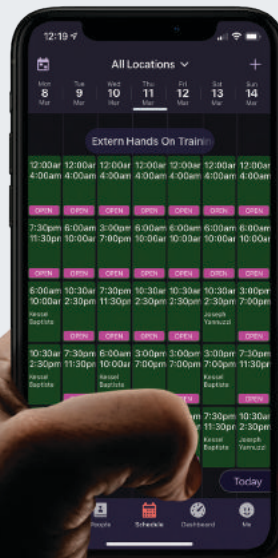 12:19
All Locations
Mon Tue Wed Thu Fri Sat Sun
8 9 10 11 12 13 14
Mar Mar Mar Mar Mar Mar Mar
Extern Hands On Trainin
12:00am 12:00am 12:00am 12:00am 12:00am 12:00am 12:00am
4:00am 4:00am 4:00am 4:00am 4:00am 4:00am 4:00am
OPEN OPEN OPEN OPEN OPEN OPEN OPEN
7:30pm 6:00am 3:00pm 6:00am 6:00am 6:00am 6:00am
11:30pm 10:00am 7:00pm 10:00am 10:00am 10:00am 10:00am
OPEN OPEN OPEN OPEN OPEN OPEN OPEN
6:00am 10:30am 7:30pm 10:30am 10:30am 10:30am 3:00pm
10:00am 2:30pm 11:30pm 2:30pm 2:30pm 2:30pm 7:00pm
Kessel Joseph
Baptiste Yannuzzi
OPEN OPEN OPEN OPEN OPEN
10:30am 7:30pm 6:00am 3:00pm 3:00pm 3:00pm 7:30pm
2:30pm 11:30pm 10:00am 7:00pm 7:00pm 7:00pm 11:30pm
Kessel Kessel Kessel
Baptiste Baptiste Baptiste
OPEN
7:30pm 10:30am
11:30pm 2:30pm
Kessel Joseph
Baptiste Yannuzzi
Today
People Schedule Dashboard Me